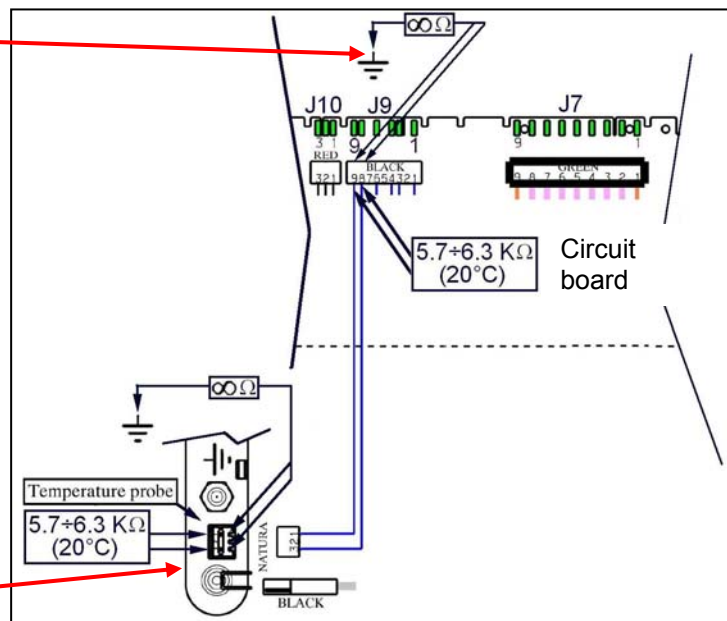 ∞ Ω
J10 J9 J7
3 1 9 1 9 1
RED BLACK GREEN
321 987654321 9 8 7 6 5 4 3 2 1
5.7÷6.3 KΩ
(20°C)
Circuit
board
∞ Ω
Temperature probe
5.7÷6.3 KΩ
(20°C)
NATURA
321
BLACK